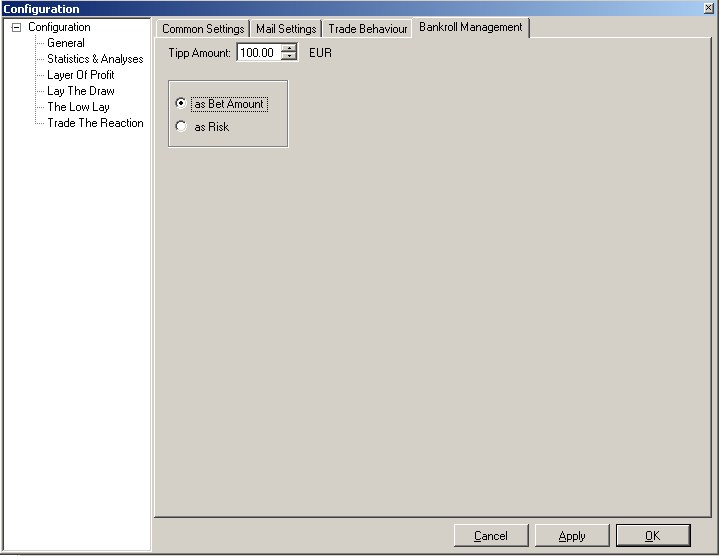 Configuration
Configuration
General
Statistics & Analyses
Layer Of Profit
Lay The Draw
The Low Lay
Trade The Reaction
Common Settings Mail Settings Trade Behaviour Bankroll Management
Tipp Amount: 100.00 EUR
as Bet Amount
as Risk
Cancel Apply OK